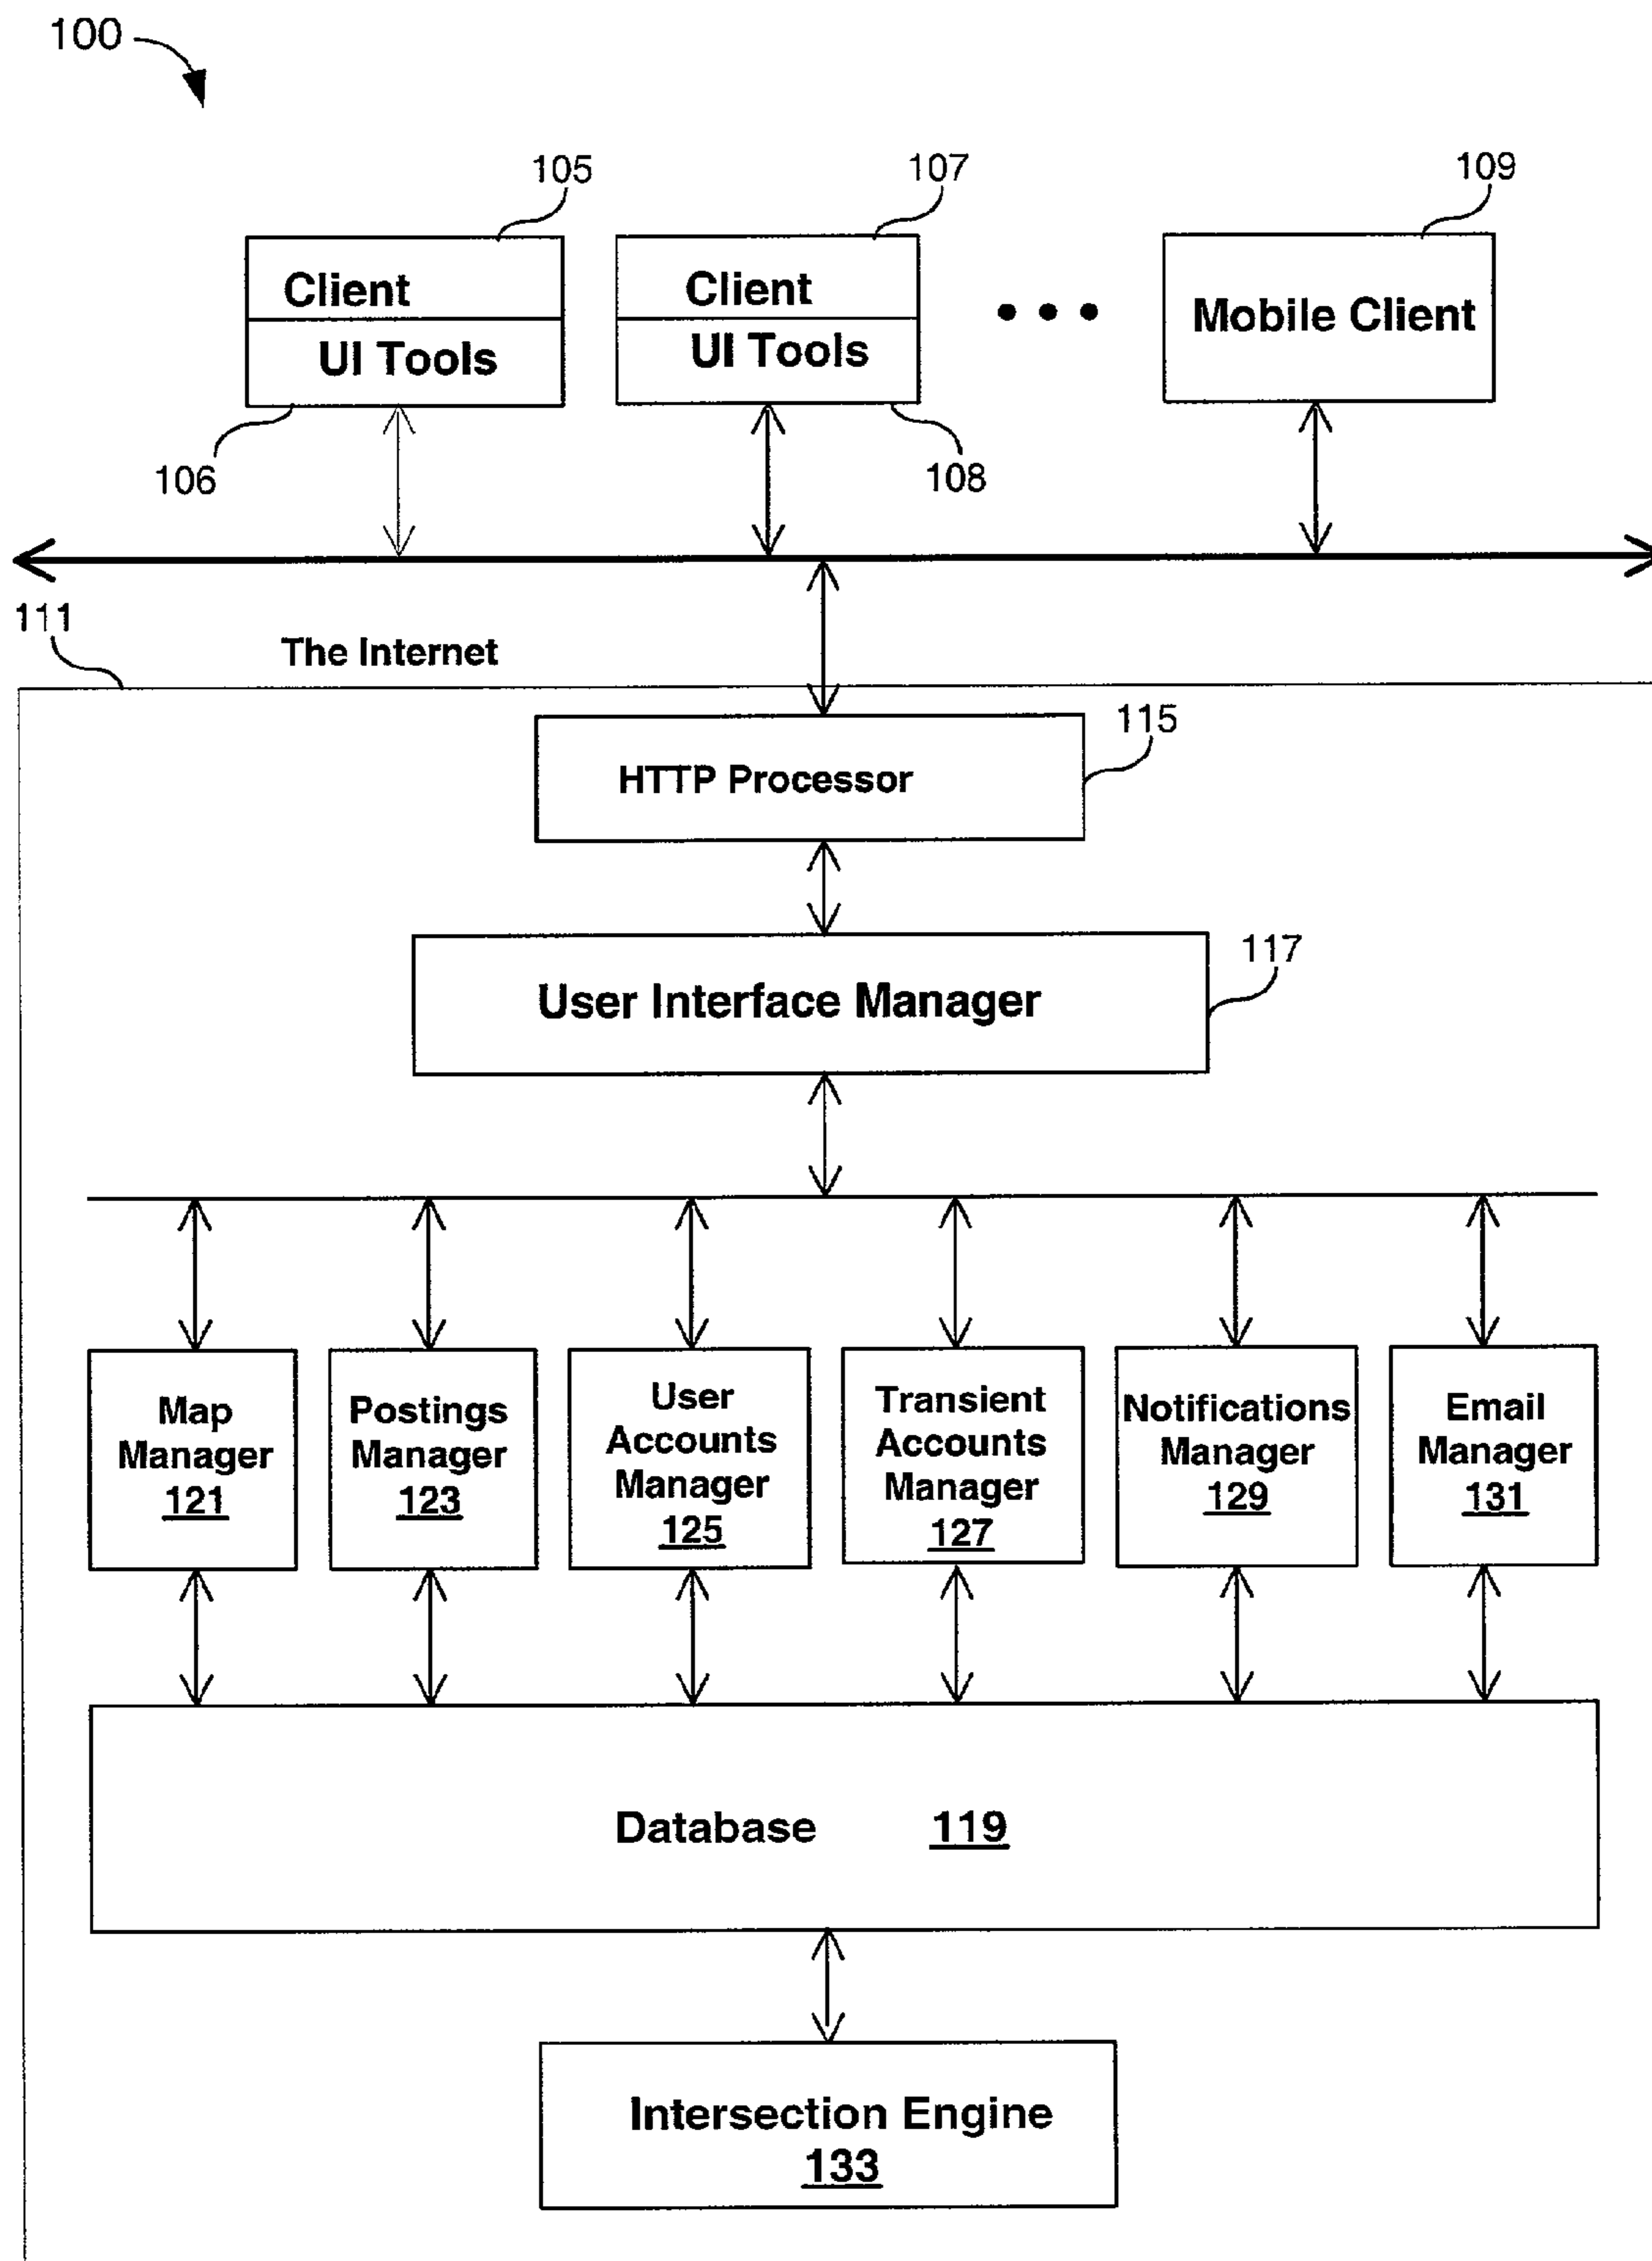 100
105
107
109
Client
Client
Mobile Client
UI Tools
UI Tools
106
108
111
The Internet
115
HTTP Processor
117
User Interface Manager
Map
Manager
121
Postings
Manager
123
User
Accounts
Manager
125
Transient
Accounts
Manager
127
Notifications
Manager
129
Email
Manager
131
Database 119
Intersection Engine
133